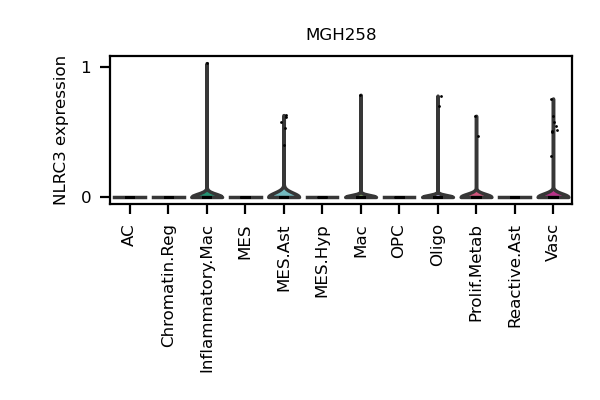 MGH258
NLRC3 expression
1
0
AC
Chromatin.Reg
Inflammatory.Mac
MES
MES.Ast
MES.Hyp
Mac
OPC
Oligo
Prolif.Metab
Reactive.Ast
Vasc